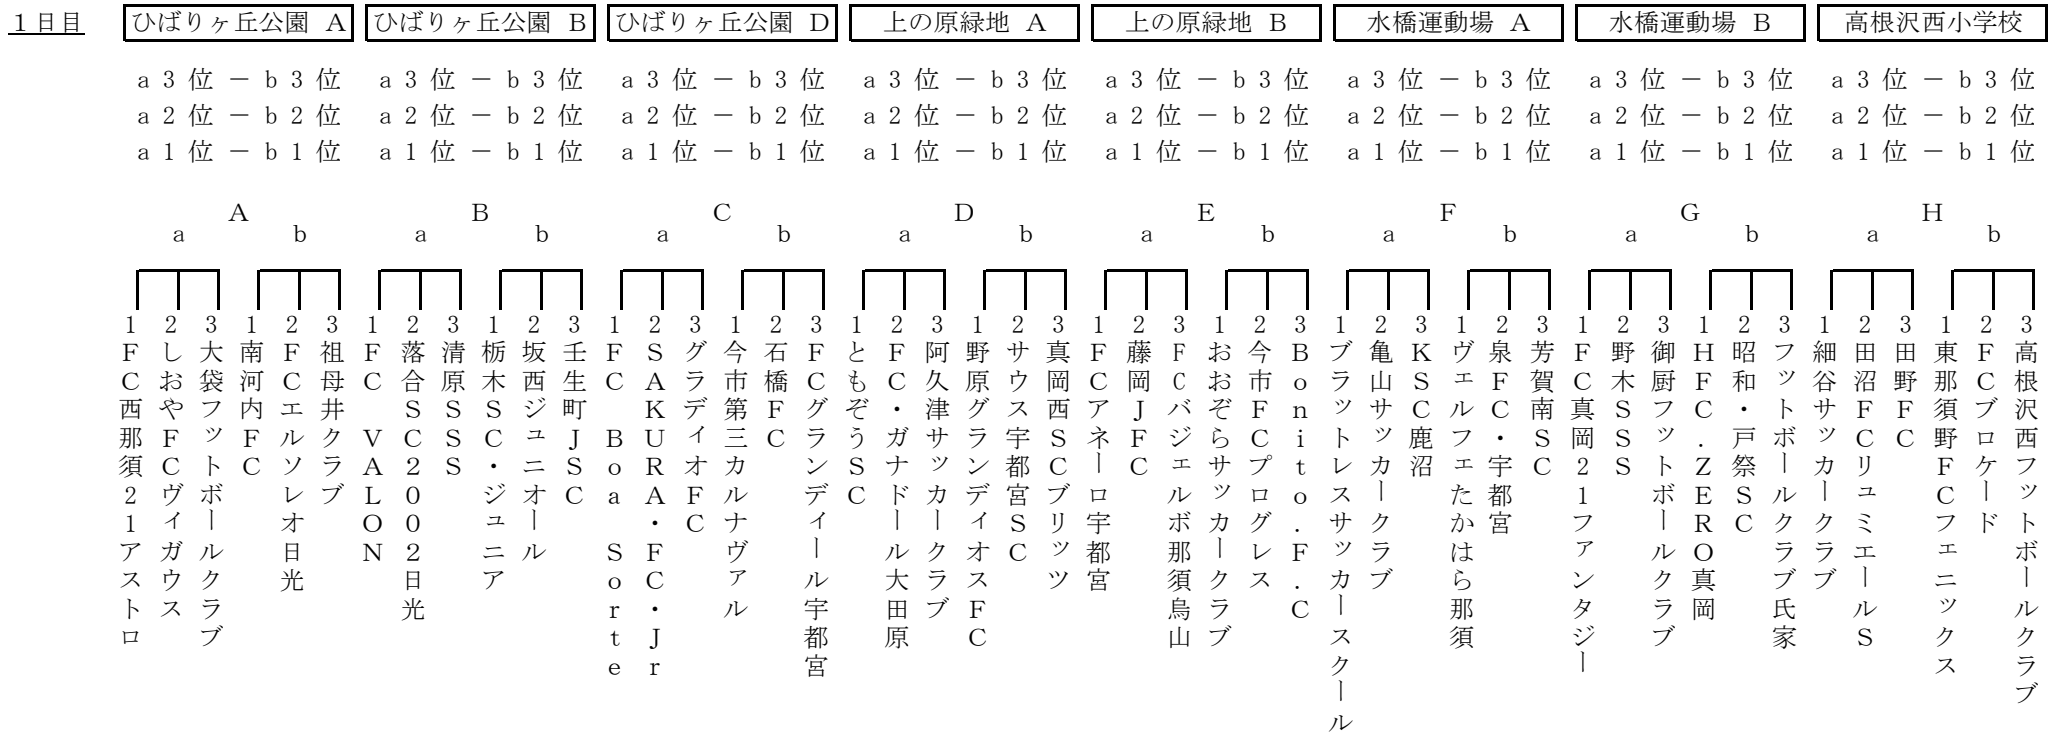 １日目
ひばりヶ丘公園 A ひばりヶ丘公園 B ひばりヶ丘公園 D 上の原緑地 A 上の原緑地 B 水橋運動場 A 水橋運動場 B 高根沢西小学校
a３位－b３位 a３位－b３位 a３位－b３位 a３位－b３位 a３位－b３位 a３位－b３位 a３位－b３位 a３位－b３位
a２位－b２位 a２位－b２位 a２位－b２位 a２位－b２位 a２位－b２位 a２位－b２位 a２位－b２位 a２位－b２位
a１位－b１位 a１位－b１位 a１位－b１位 a１位－b１位 a１位－b１位 a１位－b１位 a１位－b１位 a１位－b１位
A B C D E F G H
a b a b a b a b a b a b a b a b
1 FC西那須21アストロ
2 しおやFCヴィガウス
3 大袋フットボールクラブ
1 南河内FC
2 FCエルソレオ日光
3 祖母井クラブ
1 FC VALON
2 落合SC2002日光
3 清原SSS
1 栃木SC・ジュニア
2 坂西ジュニオール
3 壬生町JSC
1 FC Boa Sorte
2 SAKURA・FC・Jr
3 グラディオFC
1 今市第三カルナヴァル
2 石橋FC
3 FCグランディール宇都宮
1 ともぞうSC
2 FC・ガナドール大田原
3 阿久津サッカークラブ
1 野原グランディオスFC
2 サウス宇都宮SC
3 真岡西SCブリッツ
1 FCアネーロ宇都宮
2 藤岡JFC
3 FCバジェルボ那須烏山
1 おおぞらサッカークラブ
2 今市FCプログレス
3 Bonito.F.C
1 ブラットレスサッカースクール
2 亀山サッカークラブ
3 KSC鹿沼
1 ヴェルフェたかはら那須
2 泉FC・宇都宮
3 芳賀南SC
1 FC真岡21ファンタジー
2 野木SSS
3 御厨フットボールクラブ
1 HFC.ZERO真岡
2 昭和・戸祭SC
3 フットボールクラブ氏家
1 細谷サッカークラブ
2 田沼FCリュミエールS
3 田野FC
1 東那須野FCフェニックス
2 FCブロケード
3 高根沢西フットボールクラブ